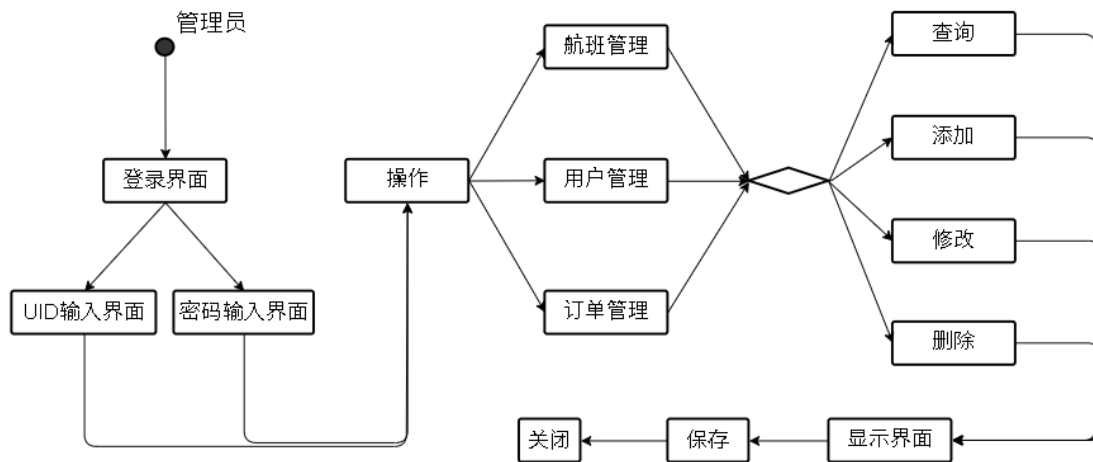 管理员
登录界面
UID输入界面
密码输入界面
操作
航班管理
用户管理
订单管理
查询
添加
修改
删除
显示界面
保存
关闭